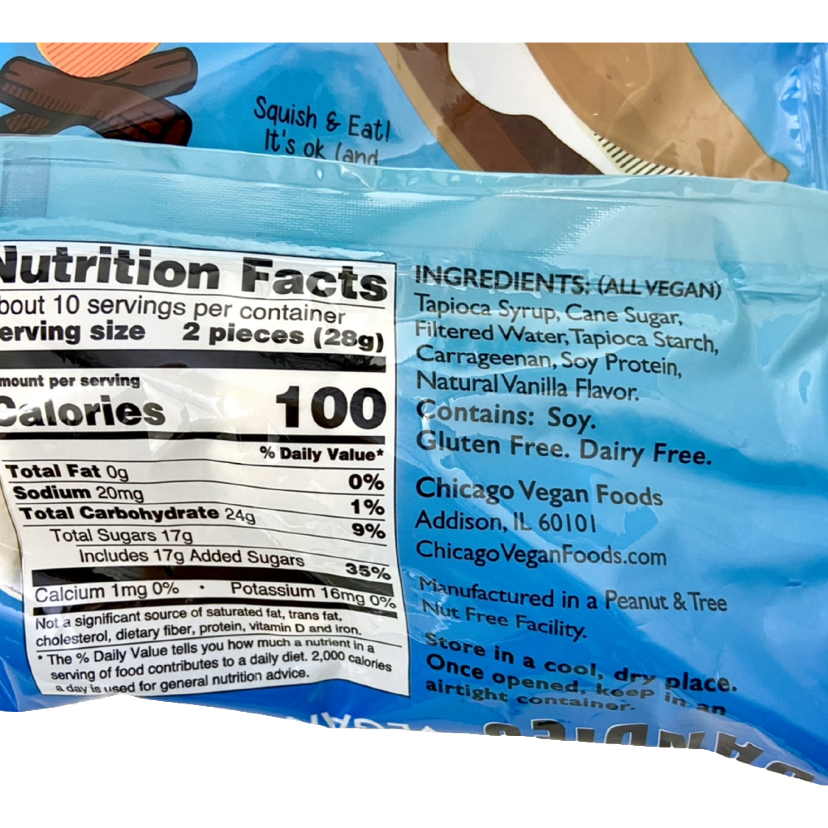 Squish & Eat!
It's ok (and
Nutrition Facts
bout 10 servings per container
erving size 2 pieces (28g)
mount per serving
Calories 100
% Daily Value*
Total Fat 0g 0%
Sodium 20mg 1%
Total Carbohydrate 24g 9%
Total Sugars 17g
Includes 17g Added Sugars 35%
Calcium 1mg 0% • Potassium 16mg 0%
Not a significant source of saturated fat, trans fat,
cholesterol, dietary fiber, protein, vitamin D and iron.
* The % Daily Value tells you how much a nutrient in a
serving of food contributes to a daily diet. 2,000 calories
a day is used for general nutrition advice.
INGREDIENTS: (ALL VEGAN)
Tapioca Syrup, Cane Sugar,
Filtered Water, Tapioca Starch,
Carrageenan, Soy Protein,
Natural Vanilla Flavor.
Contains: Soy.
Gluten Free. Dairy Free.
Chicago Vegan Foods
Addison, IL 60101
ChicagoVeganFoods.com
Manufactured in a Peanut & Tree
Nut Free Facility.
Store in a cool, dry place.
Once opened, keep in an
airtight container.
DANDIES VEGAN